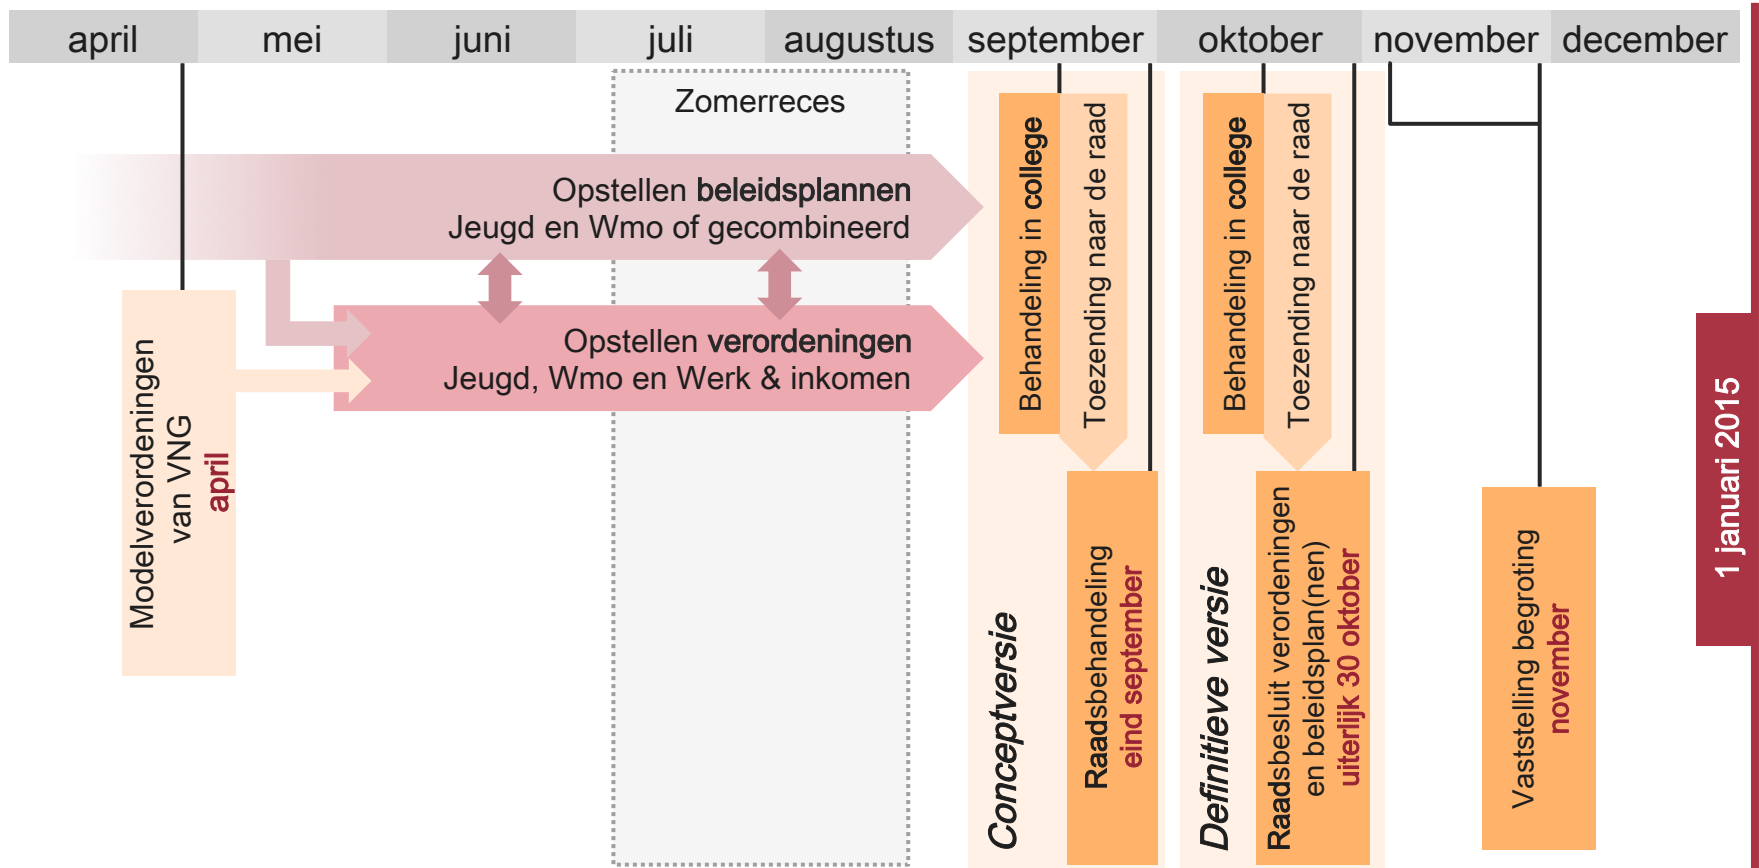 april mei juni juli augustus september oktober november december
Zomerreces
Opstellen beleidsplannen
Jeugd en Wmo of gecombineerd
Opstellen verordeningen
Jeugd, Wmo en Werk & inkomen
Modelverordeningen
van VNG
april
Conceptversie
Behandeling in college
Toezending naar de raad
Raadsbehandeling
eind september
Definitieve versie
Behandeling in college
Toezending naar de raad
Raadsbesluit verordeningen
en beleidsplan(nen)
uiterlijk 30 oktober
Vaststelling begroting
november
1 januari 2015